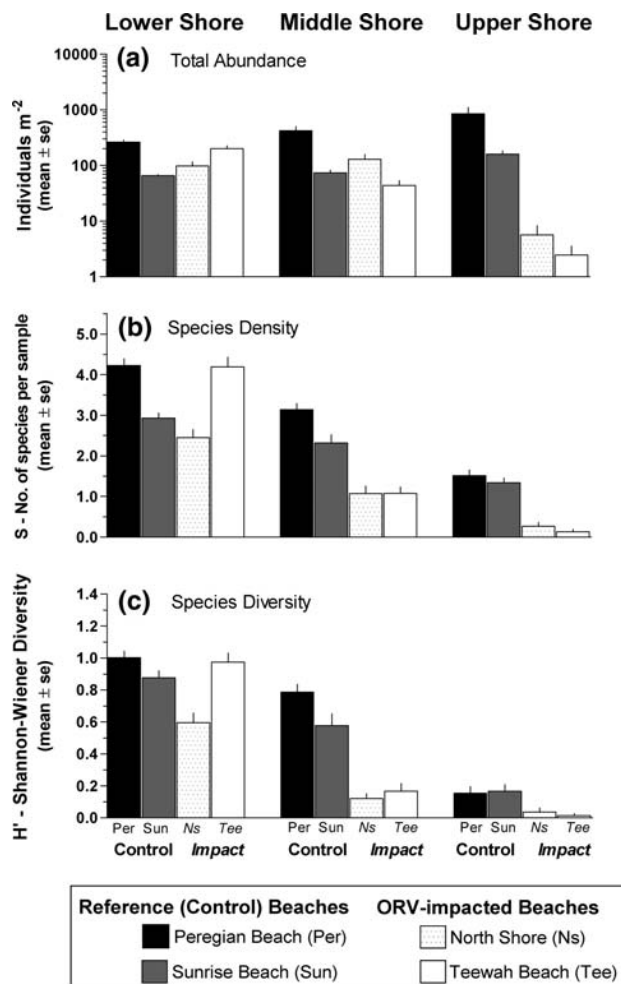 Lower Shore Middle Shore Upper Shore
(a) Total Abundance
Individuals m⁻²
(mean ± se)
10000
1000
100
10
1
(b) Species Density
S - No. of species per sample
(mean ± se)
5.0
4.0
3.0
2.0
1.0
0.0
(c) Species Diversity
H' - Shannon-Wiener Diversity
(mean ± se)
1.4
1.2
1.0
0.8
0.6
0.4
0.2
0.0
Per Sun Ns Tee Per Sun Ns Tee Per Sun Ns Tee
Control Impact Control Impact Control Impact
Reference (Control) Beaches ORV-impacted Beaches
Peregian Beach (Per) North Shore (Ns)
Sunrise Beach (Sun) Teewah Beach (Tee)